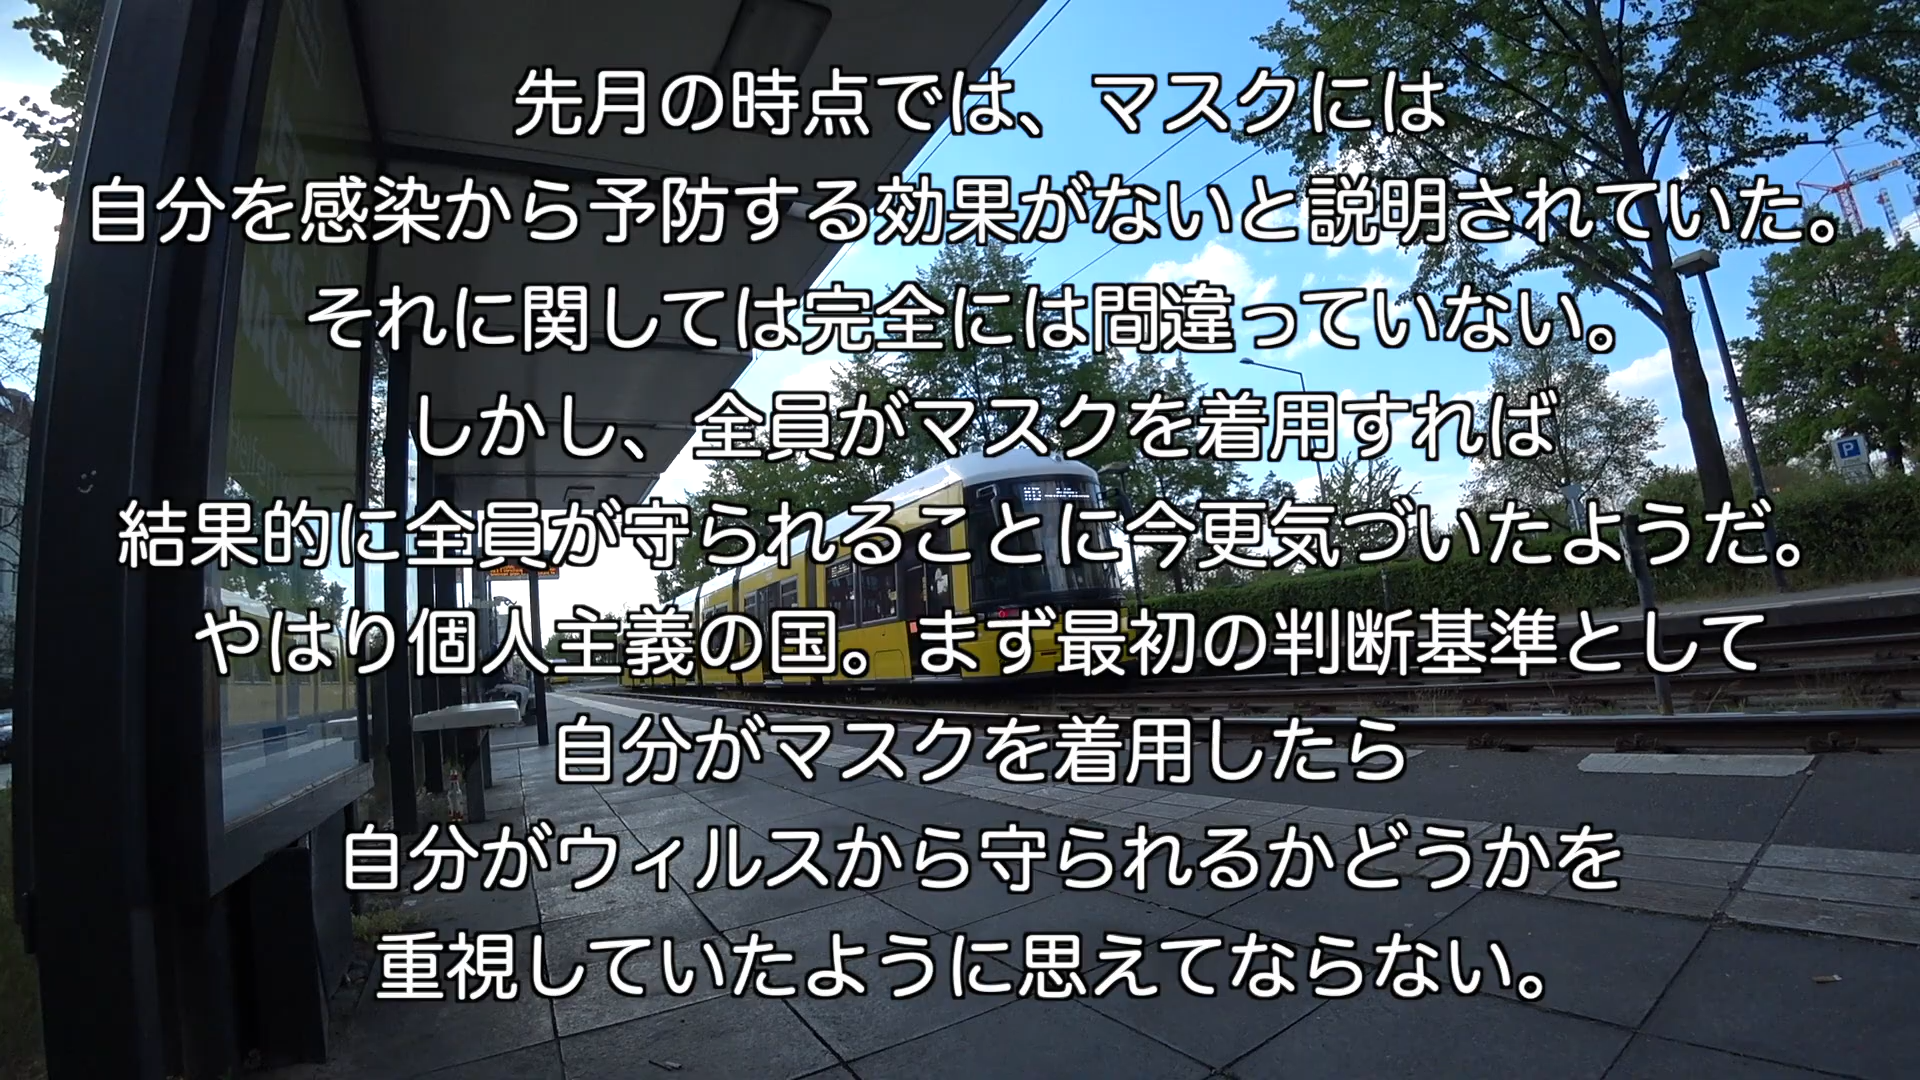 先月の時点では、マスクには
自分を感染から予防する効果がないと説明されていた。
それに関しては完全には間違っていない。
しかし、全員がマスクを着用すれば
結果的に全員が守られることに今更気づいたようだ。
やはり個人主義の国。まず最初の判断基準として
自分がマスクを着用したら
自分がウィルスから守られるかどうかを
重視していたように思えてならない。
P